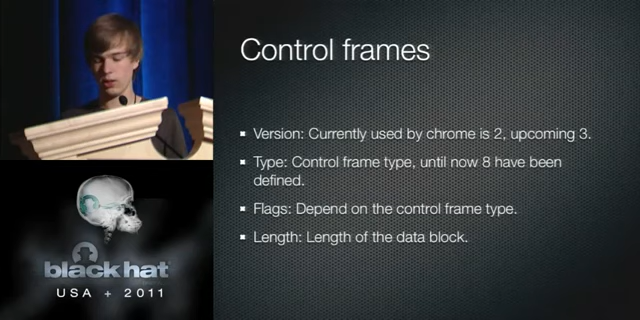 Control frames
Version: Currently used by chrome is 2, upcoming 3.
Type: Control frame type, until now 8 have been
defined.
Flags: Depend on the control frame type.
Length: Length of the data block.
black hat
USA + 2011